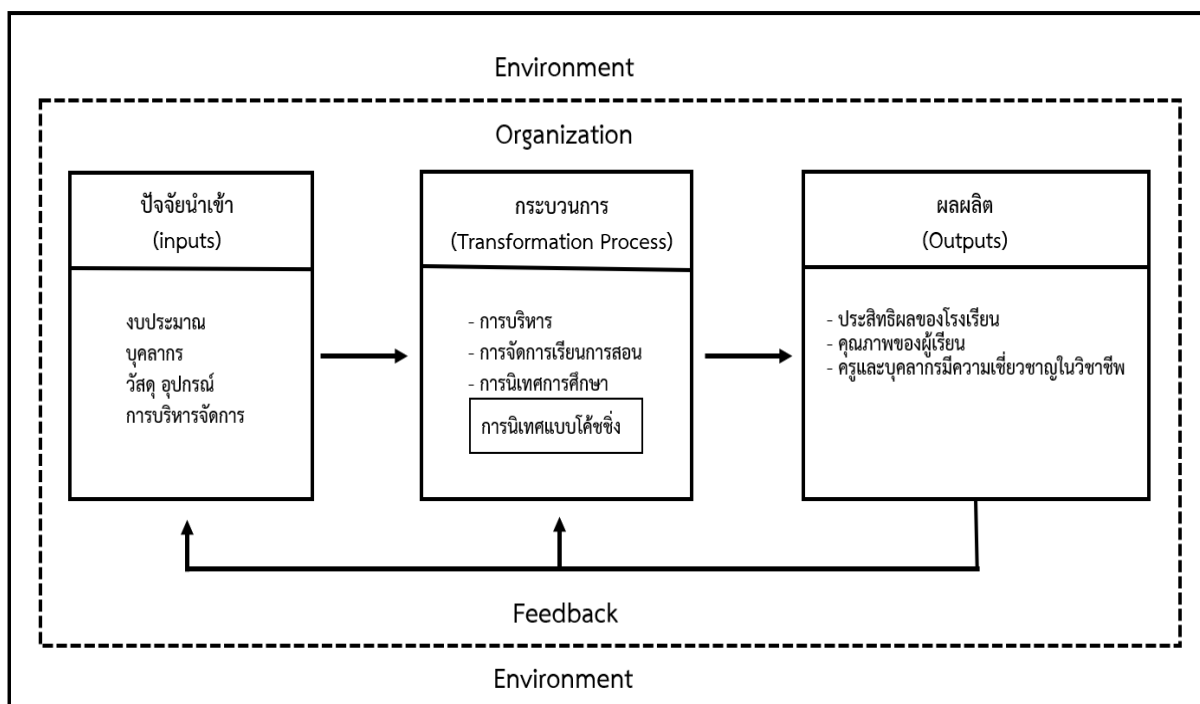 Environment
Organization
ปัจจัยนำเข้า
(inputs)
งบประมาณ
บุคลากร
วัสดุ อุปกรณ์
การบริหารจัดการ
กระบวนการ
(Transformation Process)
- การบริหาร
- การจัดการเรียนการสอน
- การนิเทศการศึกษา
การนิเทศแบบโค้ชชิ่ง
ผลผลิต
(Outputs)
- ประสิทธิผลของโรงเรียน
- คุณภาพของผู้เรียน
- ครูและบุคลากรมีความเชี่ยวชาญในวิชาชีพ
Feedback
Environment